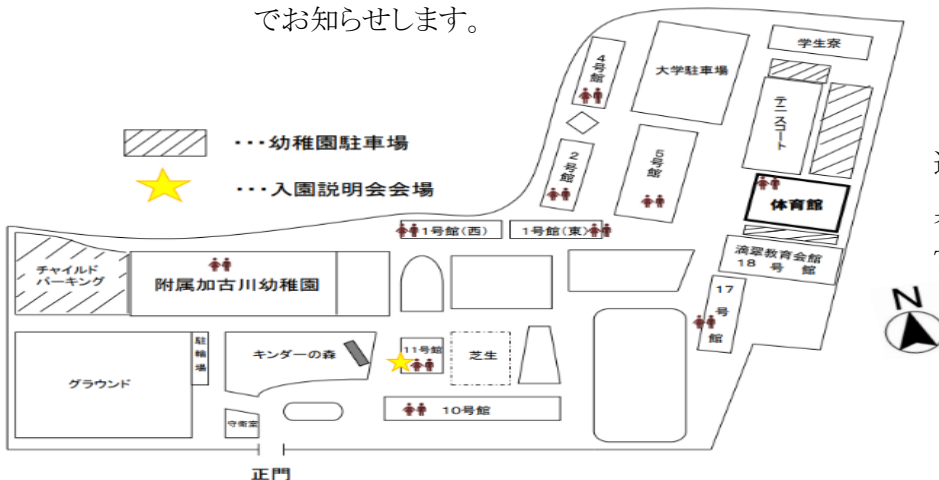 でお知らせします。
学生寮
4号館
大学駐車場
テニスコート
･･･幼稚園駐車場
･･･入園説明会会場
2号館
5号館
体育館
1号館(西)
1号館(東)
滴翠教育会館
18号館
チャイルド
パーキング
附属加古川幼稚園
17号館
N
駐輪場
キンダーの森
11号館
芝生
グラウンド
10号館
守衛室
正門